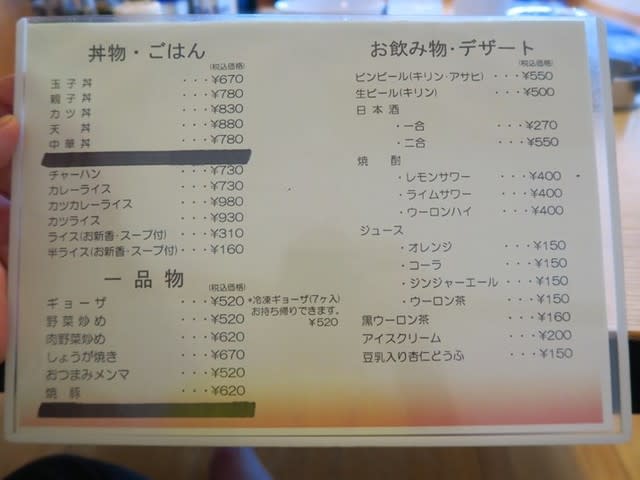 丼物・ごはん
(税込価格)
玉子丼 ・・・¥670
親子丼 ・・・¥780
カツ丼 ・・・¥830
天丼 ・・・¥880
中華丼 ・・・¥780
チャーハン ・・・¥730
カレーライス ・・・¥730
カツカレーライス ・・・¥980
カツライス ・・・¥930
ライス(お新香・スープ付) ・・・¥310
半ライス(お新香・スープ付) ・・・¥160
一品物
(税込価格)
ギョーザ ・・・¥520
*冷凍ギョーザ(7ヶ入)
お持ち帰りできます。
¥520
野菜炒め ・・・¥520
肉野菜炒め ・・・¥620
しょうが焼き ・・・¥670
おつまみメンマ ・・・¥520
焼豚 ・・・¥620
お飲み物・デザート
(税込価格)
ビンビール(キリン・アサヒ) ・・・¥550
生ビール(キリン) ・・・¥500
日本酒
・一合 ・・・¥270
・二合 ・・・¥550
焼酎
・レモンサワー ・・・¥400
・ライムサワー ・・・¥400
・ウーロンハイ ・・・¥400
ジュース
・オレンジ ・・・¥150
・コーラ ・・・¥150
・ジンジャーエール ・・・¥150
・ウーロン茶 ・・・¥150
黒ウーロン茶 ・・・¥160
アイスクリーム ・・・¥200
豆乳入り杏仁どうふ ・・・¥150